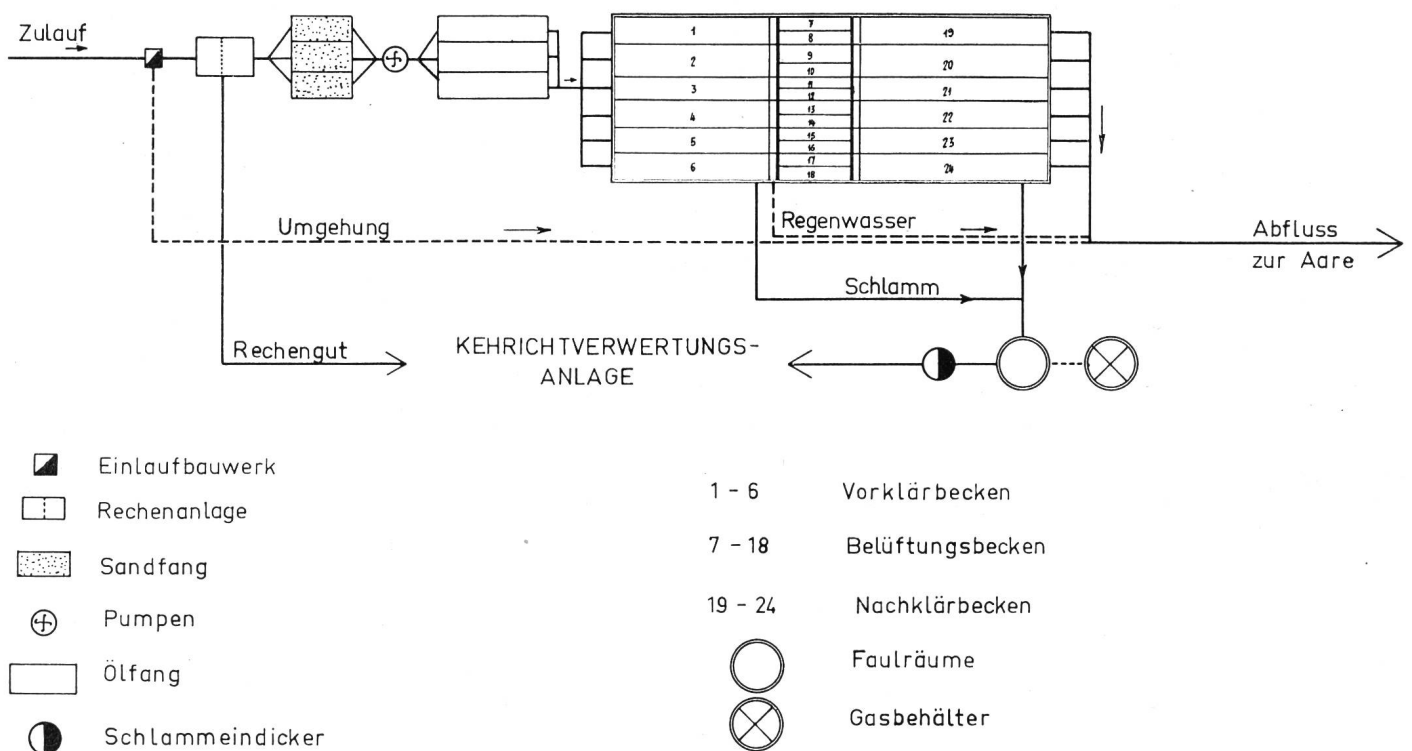 Zulauf
1
2
3
4
5
6
7
8
9
10
11
12
13
14
15
16
17
18
19
20
21
22
23
24
Umgehung
Regenwasser
Abfluss
zur Aare
Schlamm
Rechengut
KEHRICHTVERWERTUNGS-
ANLAGE
Einlaufbauwerk
Rechenanlage
Sandfang
Pumpen
Ölfang
Schlammeindicker
1 - 6 Vorklärbecken
7 - 18 Belüftungsbecken
19 - 24 Nachklärbecken
Faulräume
Gasbehälter